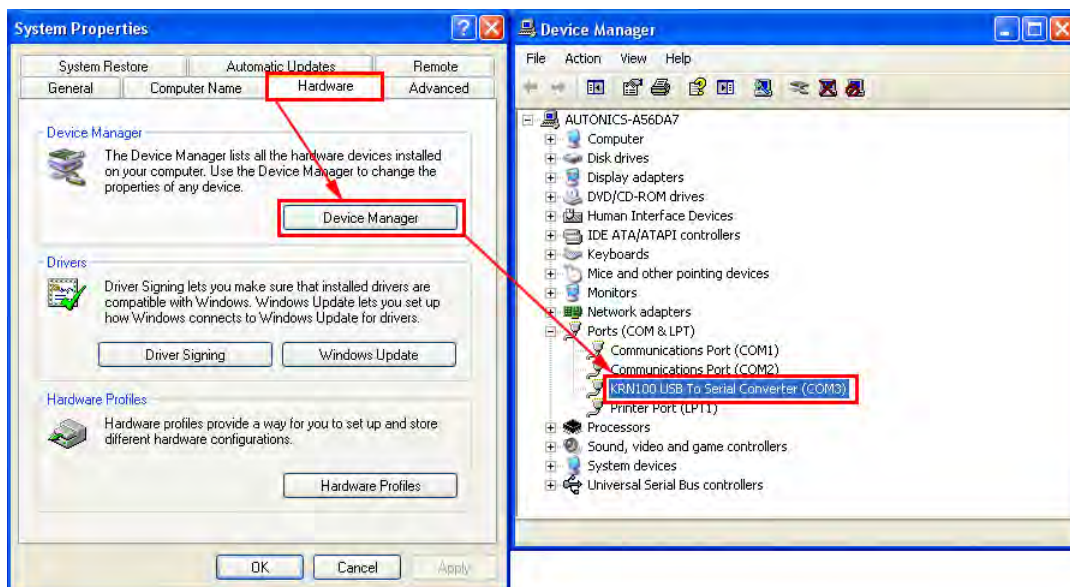 System Properties
System Restore Automatic Updates Remote
General Computer Name Hardware Advanced
Device Manager
The Device Manager lists all the hardware devices installed
on your computer. Use the Device Manager to change the
properties of any device.
Device Manager
Drivers
Driver Signing lets you make sure that installed drivers are
compatible with Windows. Windows Update lets you set up
how Windows connects to Windows Update for drivers.
Driver Signing Windows Update
Hardware Profiles
Hardware profiles provide a way for you to set up and store
different hardware configurations.
Hardware Profiles
OK Cancel Apply
Device Manager
File Action View Help
AUTONICS-A56DA7
Computer
Disk drives
Display adapters
DVD/CD-ROM drives
Human Interface Devices
IDE ATA/ATAPI controllers
Keyboards
Mice and other pointing devices
Monitors
Network adapters
Ports (COM & LPT)
Communications Port (COM1)
Communications Port (COM2)
KRN100 USB To Serial Converter (COM3)
Printer Port (LPT1)
Processors
Sound, video and game controllers
System devices
Universal Serial Bus controllers